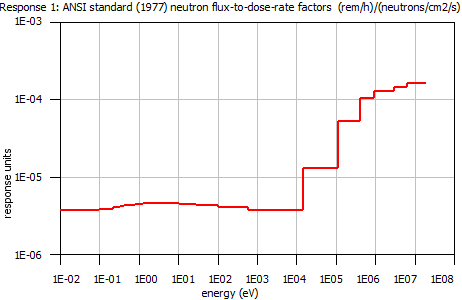 Response 1: ANSI standard (1977) neutron flux-to-dose-rate factors (rem/h)/(neutrons/cm2/s)
1E-03
1E-04
1E-05
1E-06
response units
1E-02 1E-01 1E00 1E01 1E02 1E03 1E04 1E05 1E06 1E07 1E08
energy (eV)